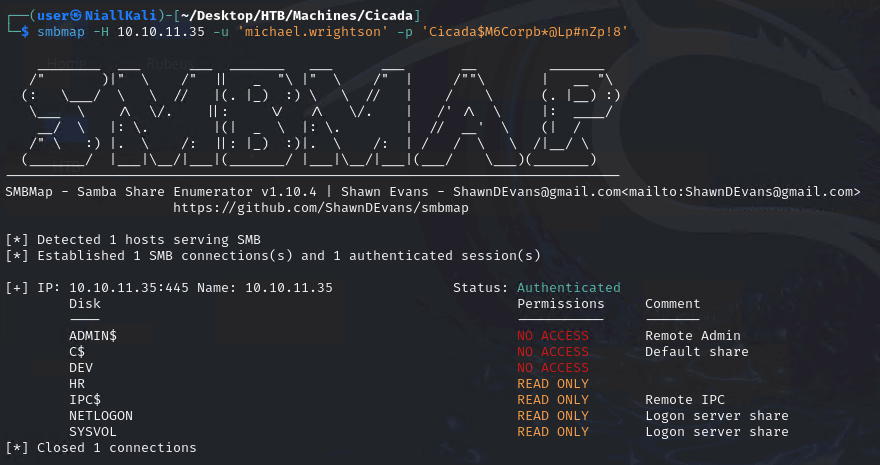 ┌──(user㉿NiallKali)-[~/Desktop/HTB/Machines/Cicada]
└─$ smbmap -H 10.10.11.35 -u 'michael.wrightson' -p 'Cicada$M6Corpb*@Lp#nZp!8'
SMBMap - Samba Share Enumerator v1.10.4 | Shawn Evans - ShawnDEvans@gmail.com<mailto:ShawnDEvans@gmail.com>
https://github.com/ShawnDEvans/smbmap
[*] Detected 1 hosts serving SMB
[*] Established 1 SMB connections(s) and 1 authenticated session(s)
[+] IP: 10.10.11.35:445 Name: 10.10.11.35 Status: Authenticated
Disk Permissions Comment
---- ----------- -------
ADMIN$ NO ACCESS Remote Admin
C$ NO ACCESS Default share
DEV NO ACCESS
HR READ ONLY
IPC$ READ ONLY Remote IPC
NETLOGON READ ONLY Logon server share
SYSVOL READ ONLY Logon server share
[*] Closed 1 connections